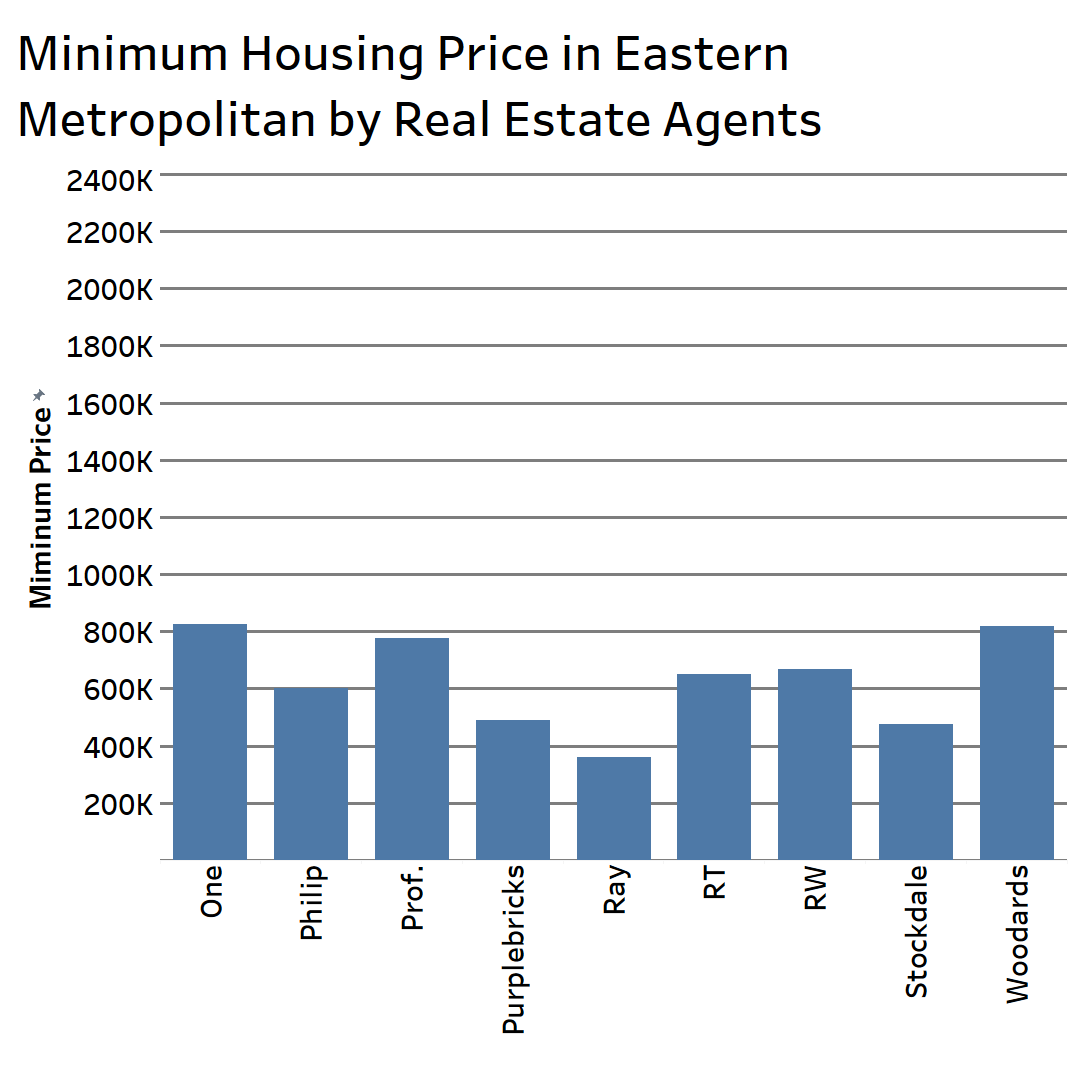 Minimum Housing Price in Eastern
Metropolitan by Real Estate Agents
2400K
2200K
2000K
1800K
1600K
1400K
1200K
1000K
800K
600K
400K
200K
Miminum Price
One
Philip
Prof.
Purplebricks
Ray
RT
RW
Stockdale
Woodards